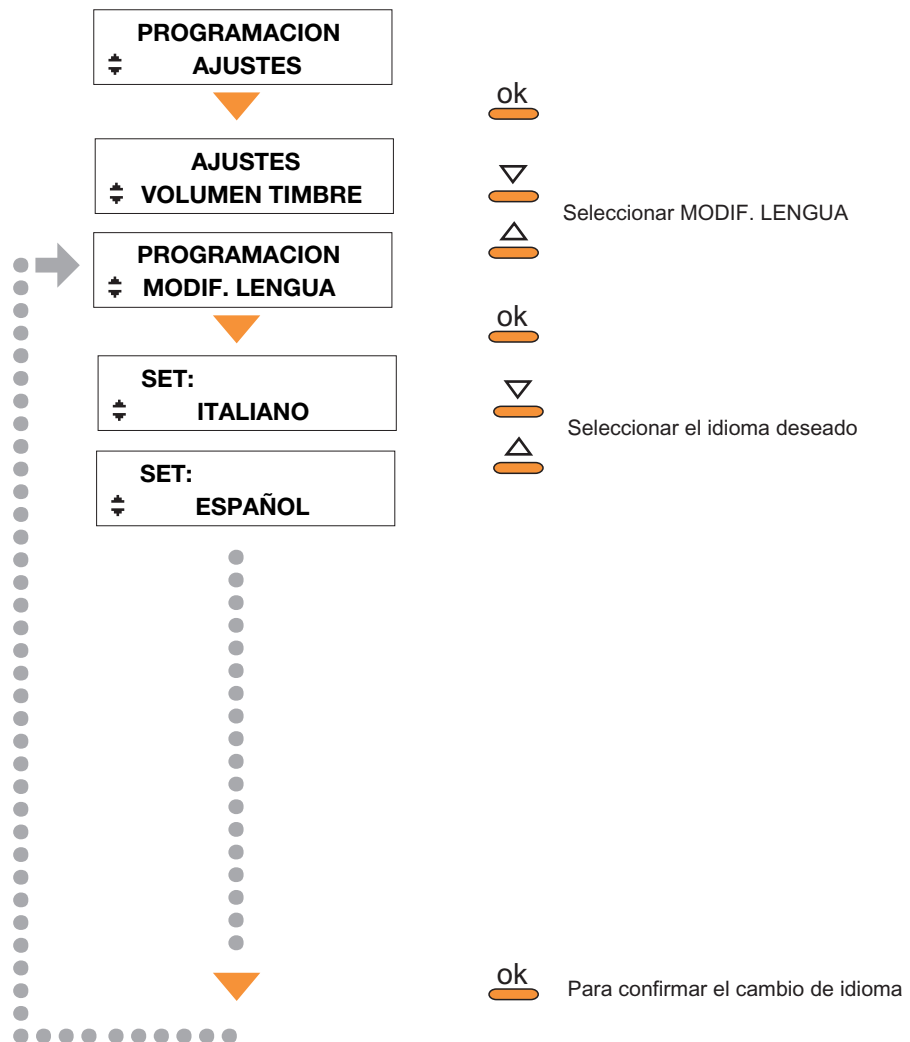 PROGRAMACION
AJUSTES
ok
AJUSTES
VOLUMEN TIMBRE
Seleccionar MODIF. LENGUA
PROGRAMACION
MODIF. LENGUA
ok
SET:
ITALIANO
Seleccionar el idioma deseado
SET:
ESPAÑOL
ok
Para confirmar el cambio de idioma